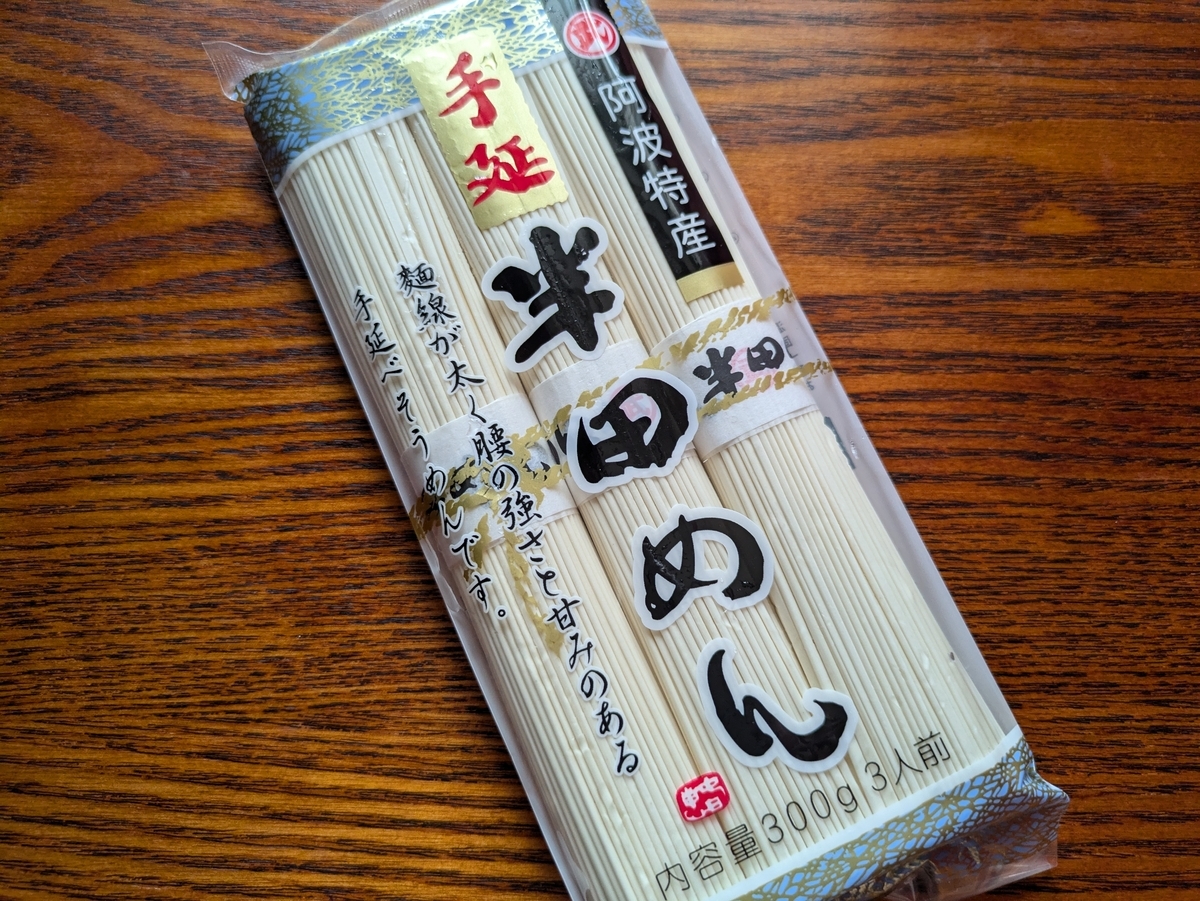 阿波特産
手延
半田めん
麵線が太く腰の強さと甘みのある
手延べそうめんです。
半田
内容量300g 3人前